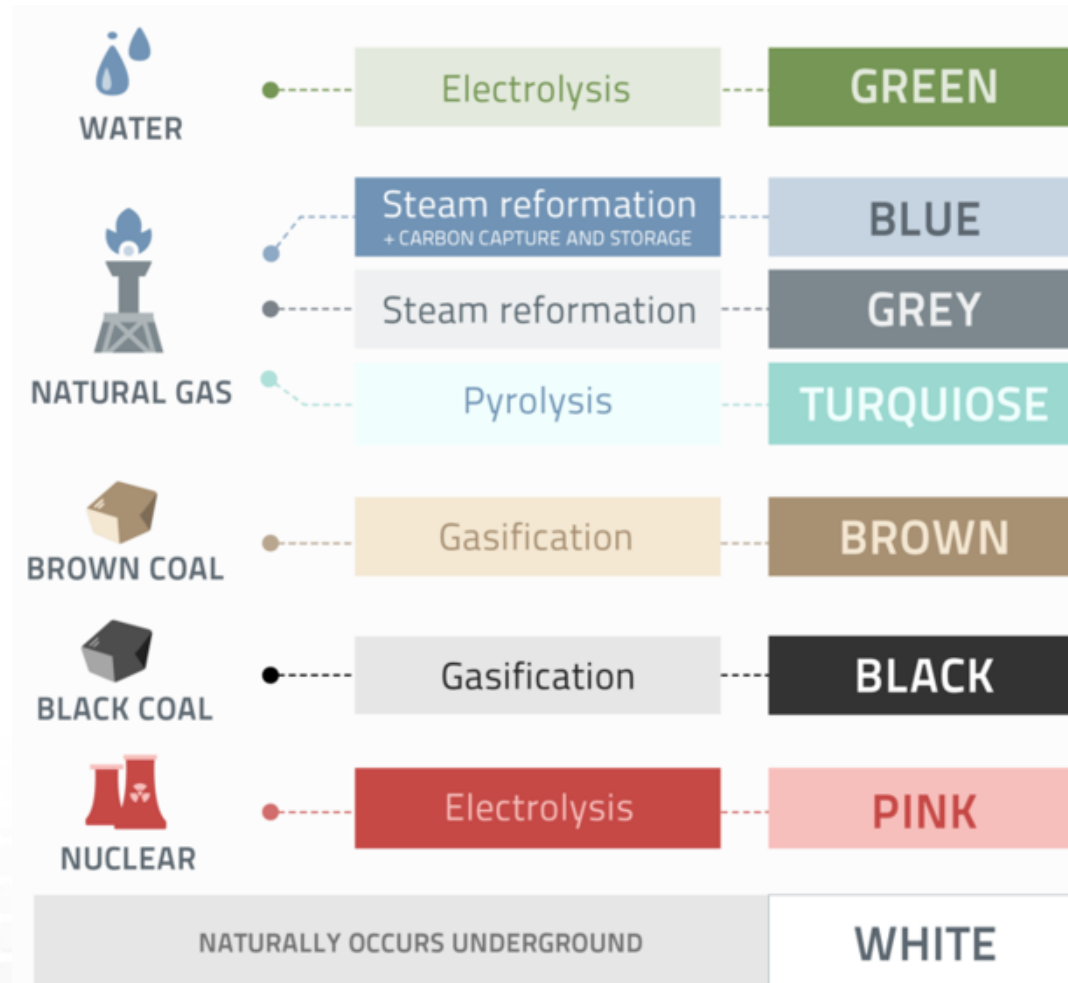 WATER
Electrolysis
GREEN
NATURAL GAS
Steam reformation
+ CARBON CAPTURE AND STORAGE
BLUE
Steam reformation
GREY
Pyrolysis
TURQUIOSE
BROWN COAL
Gasification
BROWN
BLACK COAL
Gasification
BLACK
NUCLEAR
Electrolysis
PINK
NATURALLY OCCURS UNDERGROUND
WHITE